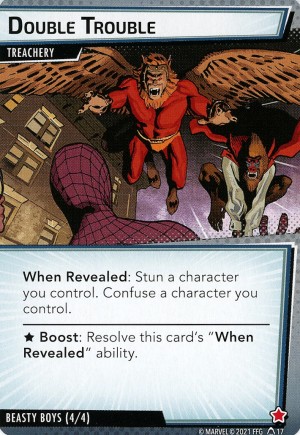 DOUBLE TROUBLE
TREACHERY
When Revealed: Stun a character
you control. Confuse a character you
control.
★ Boost: Resolve this card's "When
Revealed" ability.
BEASTY BOYS (4/4)
© MARVEL © 2021 FFG 17